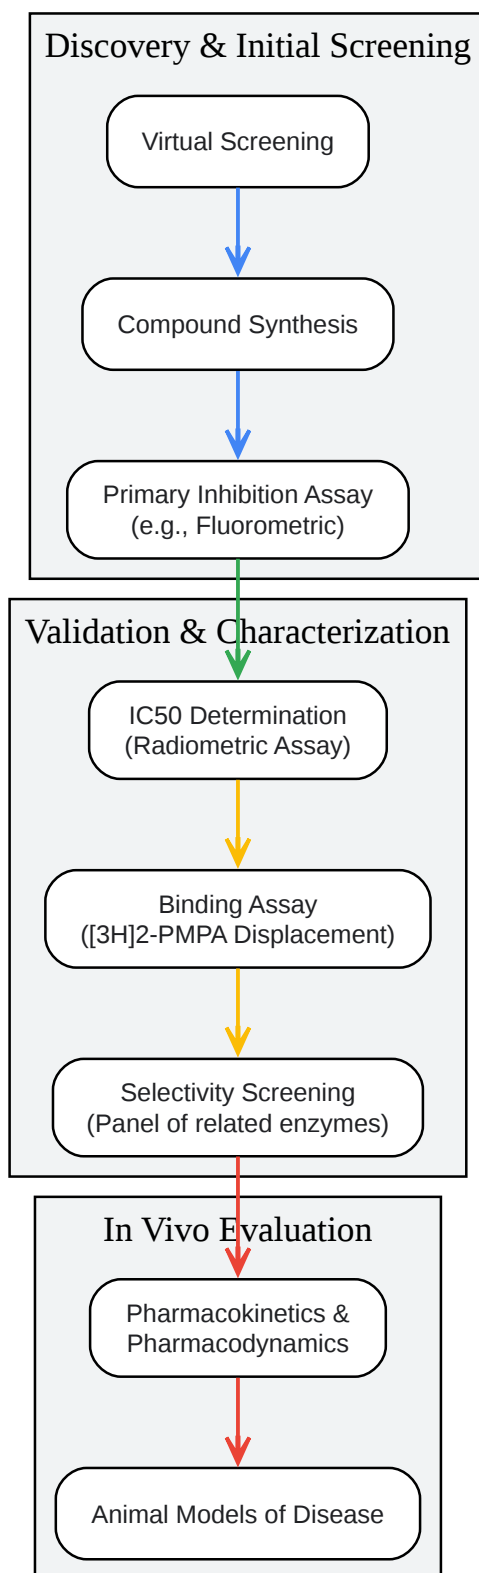 Discovery & Initial Screening
Virtual Screening
Compound Synthesis
Primary Inhibition Assay
(e.g., Fluorometric)
Validation & Characterization
IC50 Determination
(Radiometric Assay)
Binding Assay
([3H]2-PMPA Displacement)
Selectivity Screening
(Panel of related enzymes)
In Vivo Evaluation
Pharmacokinetics &
Pharmacodynamics
Animal Models of Disease